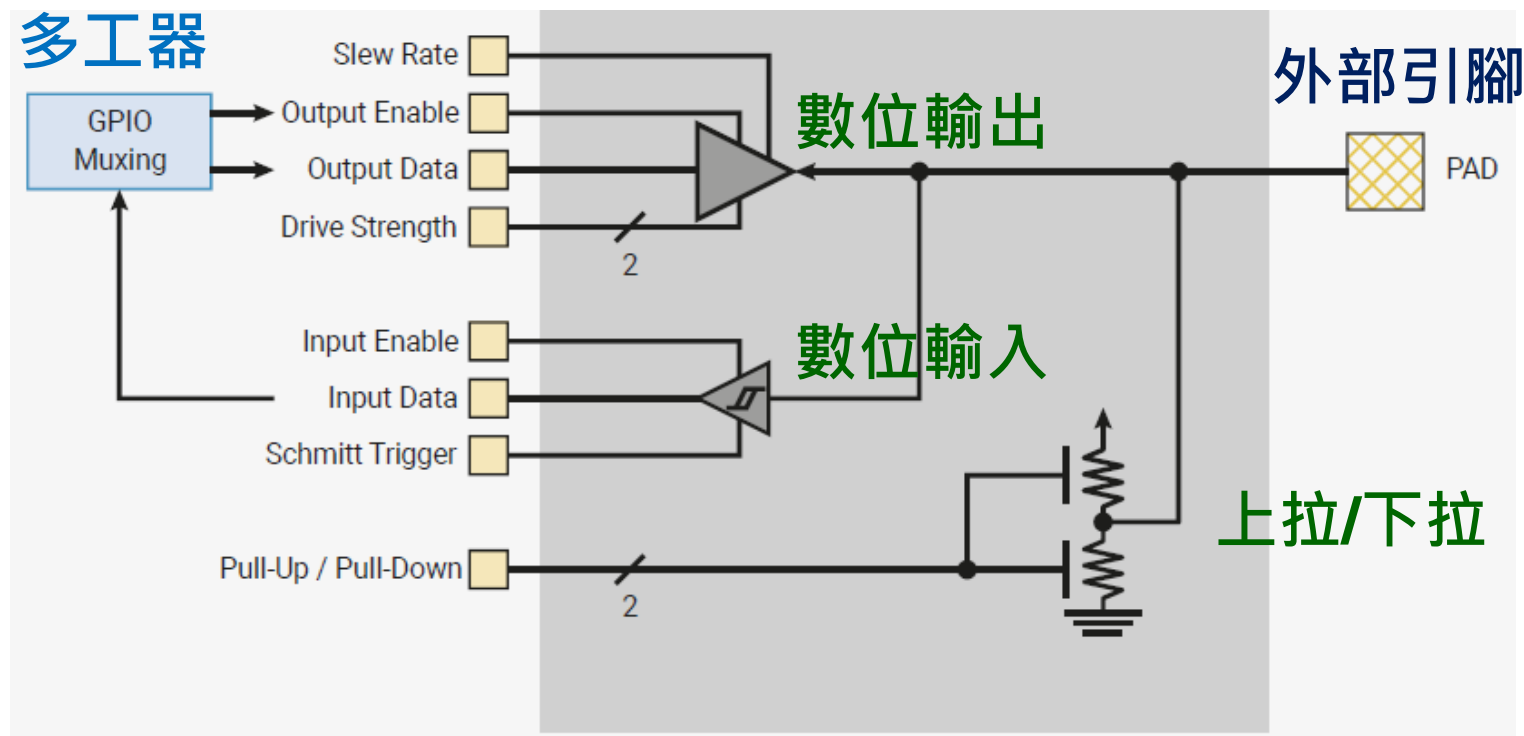 多工器
GPIO
Muxing
Slew Rate
Output Enable
Output Data
Drive Strength
2
數位輸出
外部引腳
PAD
Input Enable
Input Data
Schmitt Trigger
數位輸入
上拉/下拉
Pull-Up / Pull-Down
2